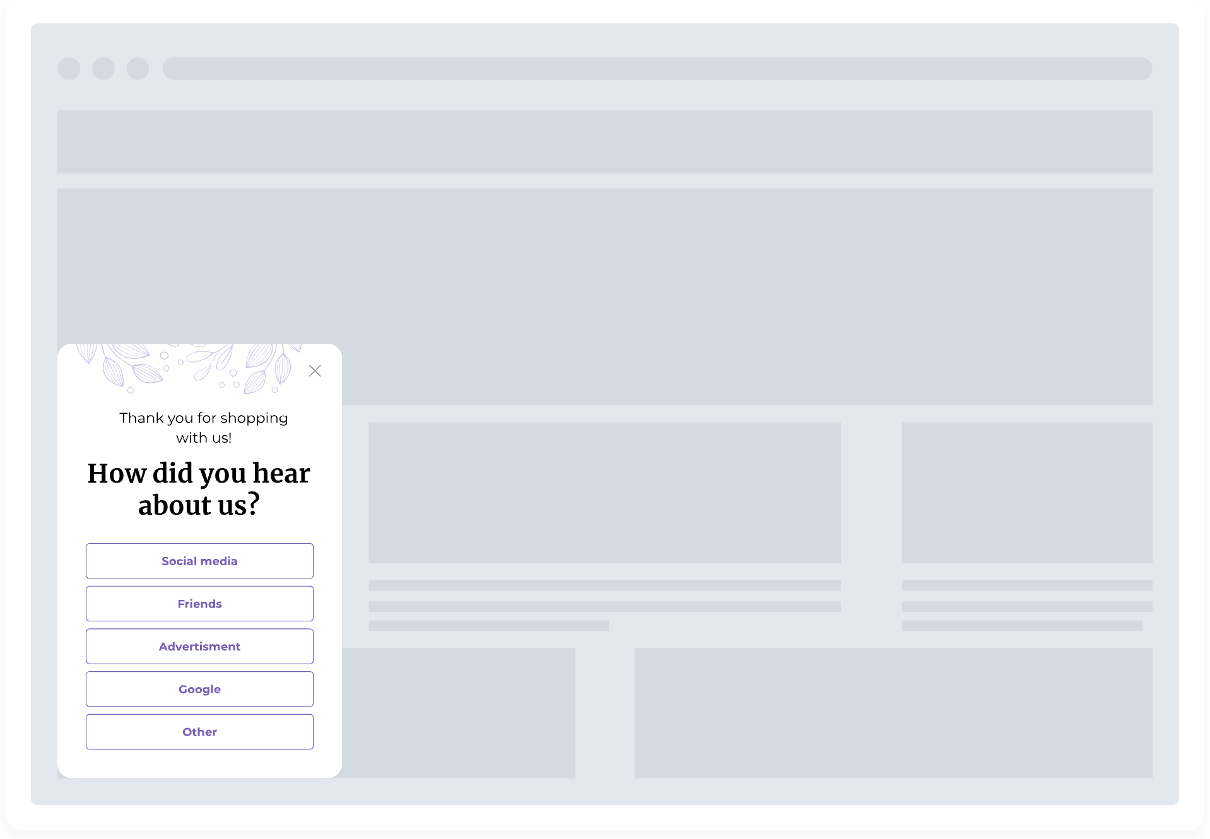 Thank you for shopping
with us!
How did you hear
about us?
Social media
Friends
Advertisment
Google
Other